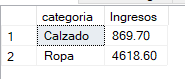 categoria Ingresos
1 Calzado 869.70
2 Ropa 4618.60